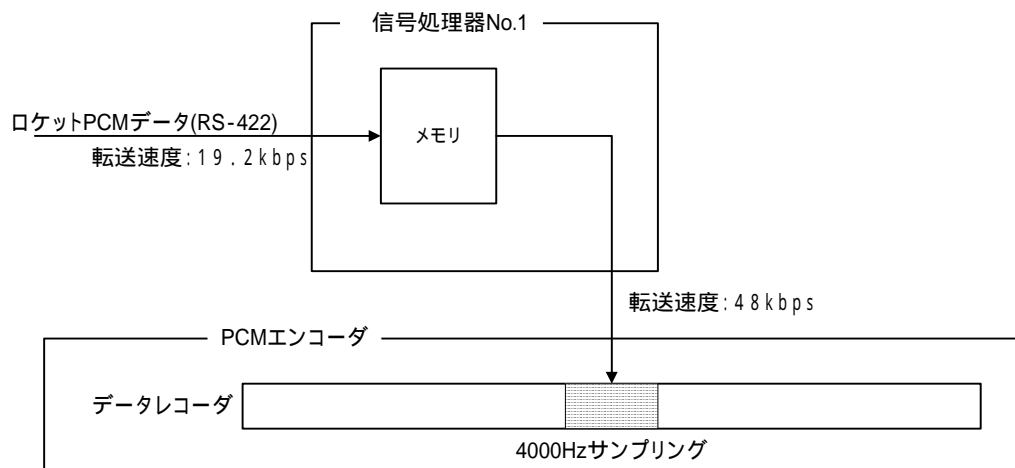 信号処理器No.1
ロケットPCMデータ(RS-422)
メモリ
転送速度:19.2kbps
転送速度:48kbps
PCMエンコーダ
データレコーダ
4000Hzサンプリング